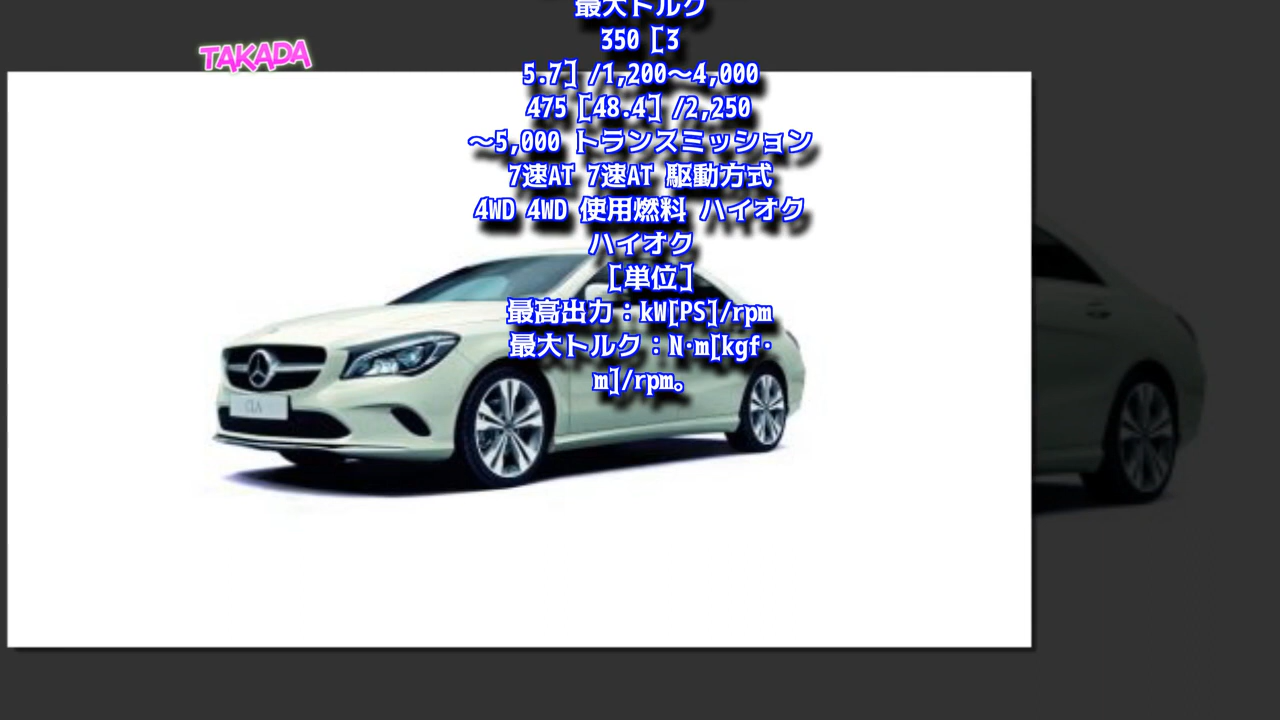 最大トルク
TAKADA
350 [3
5.7] /1,200～4,000
475 [48.4] /2,250
～5,000 トランスミッション
7速AT 7速AT 駆動方式
4WD 4WD 使用燃料 ハイオク
ハイオク
[単位]
最高出力：kW[PS]/rpm
最大トルク：N·m[kgf·
m]/rpm。
CLA